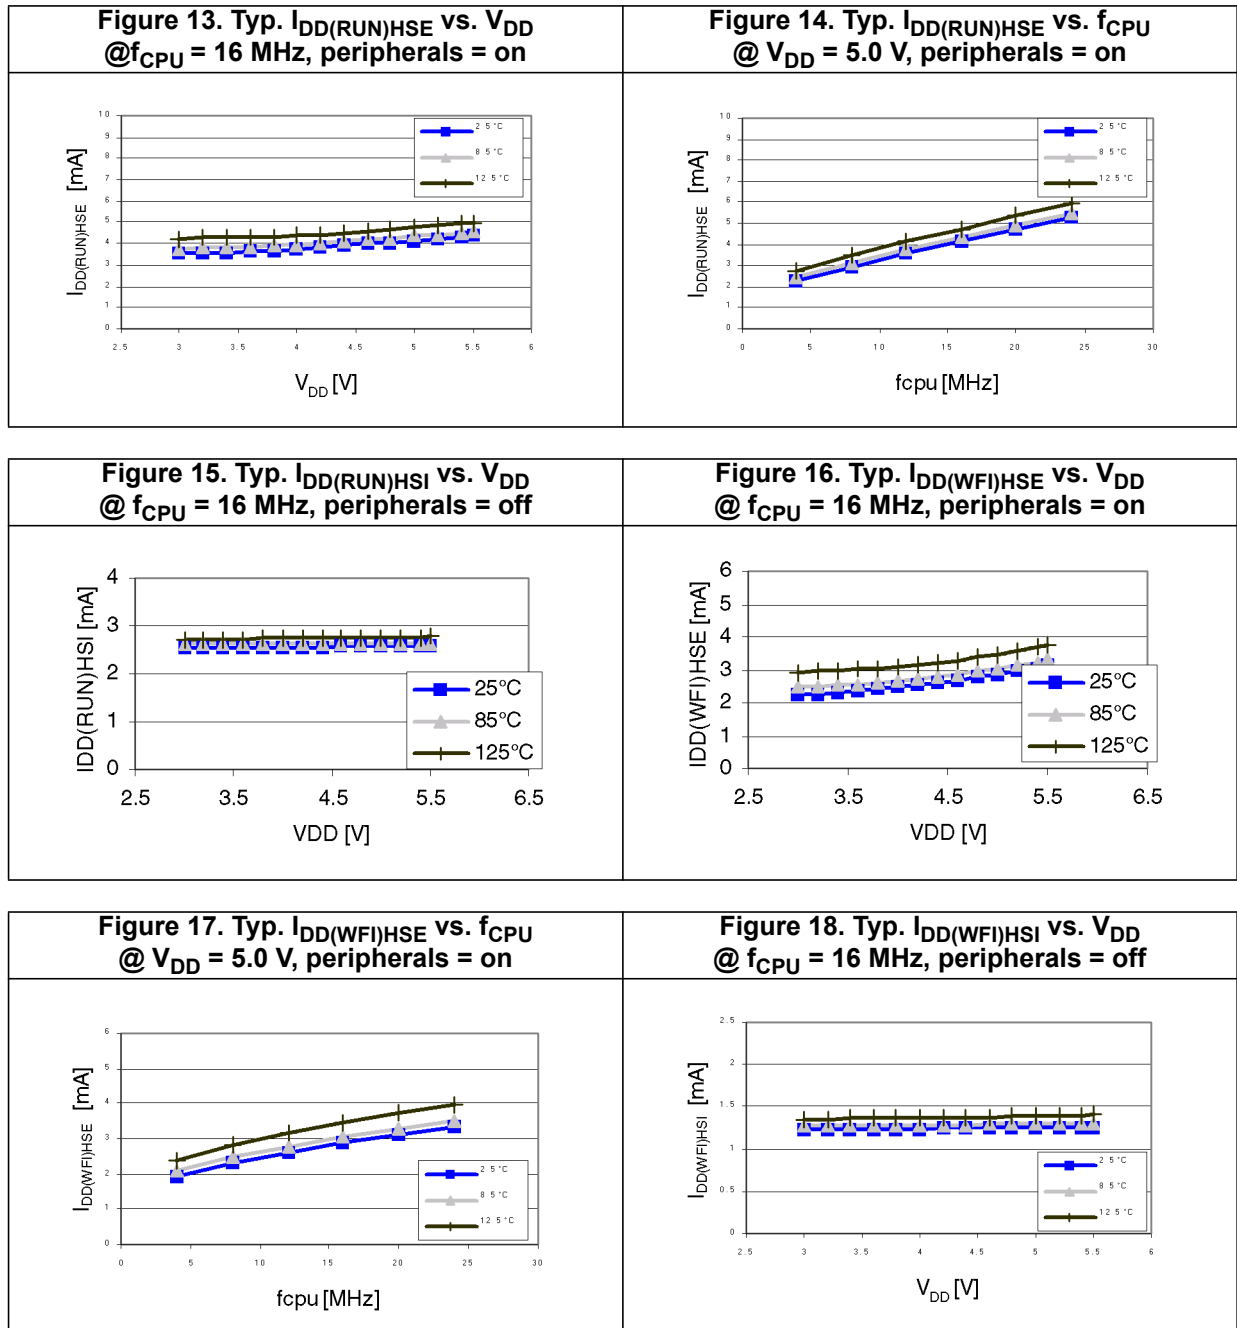 Figure 13. Typ. IDD(RUN)HSE vs. VDD
@fCPU = 16 MHz, peripherals = on
Figure 14. Typ. IDD(RUN)HSE vs. fCPU
@ VDD = 5.0 V, peripherals = on
IDD(RUN)HSE [mA]
10
9
8
7
6
5
4
3
2
1
0
25°C
85°C
125°C
2.5 3 3.5 4 4.5 5 5.5 6
VDD [V]
IDD(RUN)HSE [mA]
10
9
8
7
6
5
4
3
2
1
0
25°C
85°C
125°C
0 5 10 15 20 25 30
fcpu [MHz]
Figure 15. Typ. IDD(RUN)HSI vs. VDD
@ fCPU = 16 MHz, peripherals = off
Figure 16. Typ. IDD(WFI)HSE vs. VDD
@ fCPU = 16 MHz, peripherals = on
IDD(RUN)HSI [mA]
4
3
2
1
0
25°C
85°C
125°C
2.5 3.5 4.5 5.5 6.5
VDD [V]
IDD(WFI)HSE [mA]
6
5
4
3
2
1
0
25°C
85°C
125°C
2.5 3.5 4.5 5.5 6.5
VDD [V]
Figure 17. Typ. IDD(WFI)HSE vs. fCPU
@ VDD = 5.0 V, peripherals = on
Figure 18. Typ. IDD(WFI)HSI vs. VDD
@ fCPU = 16 MHz, peripherals = off
IDD(WFI)HSE [mA]
6
5
4
3
2
1
0
25°C
85°C
125°C
0 5 10 15 20 25 30
fcpu [MHz]
IDD(WFI)HSI [mA]
2.5
2
1.5
1
0.5
0
25°C
85°C
125°C
2.5 3 3.5 4 4.5 5 5.5 6
VDD [V]